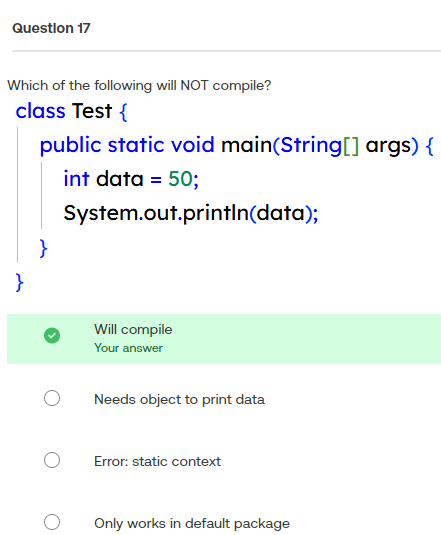 Question 17
Which of the following will NOT compile?
class Test {
public static void main(String[] args) {
int data = 50;
System.out.println(data);
}
}
Will compile
Your answer
Needs object to print data
Error: static context
Only works in default package